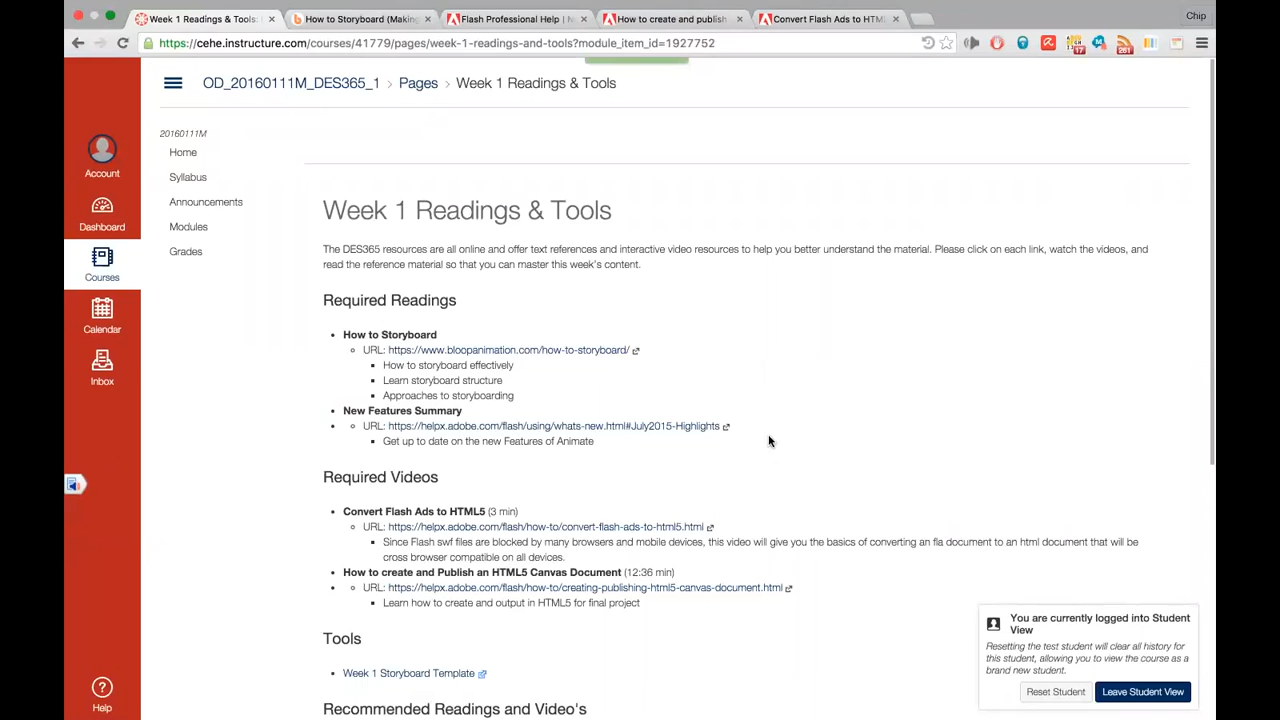 Week 1 Readings & Tools:
How to Storyboard (Making
Flash Professional Help | N
How to create and publish
Convert Flash Ads to HTML
Chip
https://cehe.instructure.com/courses/41779/pages/week-1-readings-and-tools?module_item_id=1927752
17
261
OD_20160111M_DES365_1 > Pages > Week 1 Readings & Tools
20160111M
Home
Syllabus
Announcements
Modules
Grades
Account
Dashboard
Courses
Calendar
Inbox
Help
Week 1 Readings & Tools
The DES365 resources are all online and offer text references and interactive video resources to help you better understand the material. Please click on each link, watch the videos, and
read the reference material so that you can master this week's content.
Required Readings
How to Storyboard
URL: https://www.bloopanimation.com/how-to-storyboard/
How to storyboard effectively
Learn storyboard structure
Approaches to storyboarding
New Features Summary
URL: https://helpx.adobe.com/flash/using/whats-new.html#July2015-Highlights
Get up to date on the new Features of Animate
Required Videos
Convert Flash Ads to HTML5 (3 min)
URL: https://helpx.adobe.com/flash/how-to/convert-flash-ads-to-html5.html
Since Flash swf files are blocked by many browsers and mobile devices, this video will give you the basics of converting an fla document to an html document that will be
cross browser compatible on all devices.
How to create and Publish an HTML5 Canvas Document (12:36 min)
URL: https://helpx.adobe.com/flash/how-to/creating-publishing-html5-canvas-document.html
Learn how to create and output in HTML5 for final project
Tools
Week 1 Storyboard Template
Recommended Readings and Video's
You are currently logged into Student
View
Resetting the test student will clear all history for
this student, allowing you to view the course as a
brand new student.
Reset Student
Leave Student View